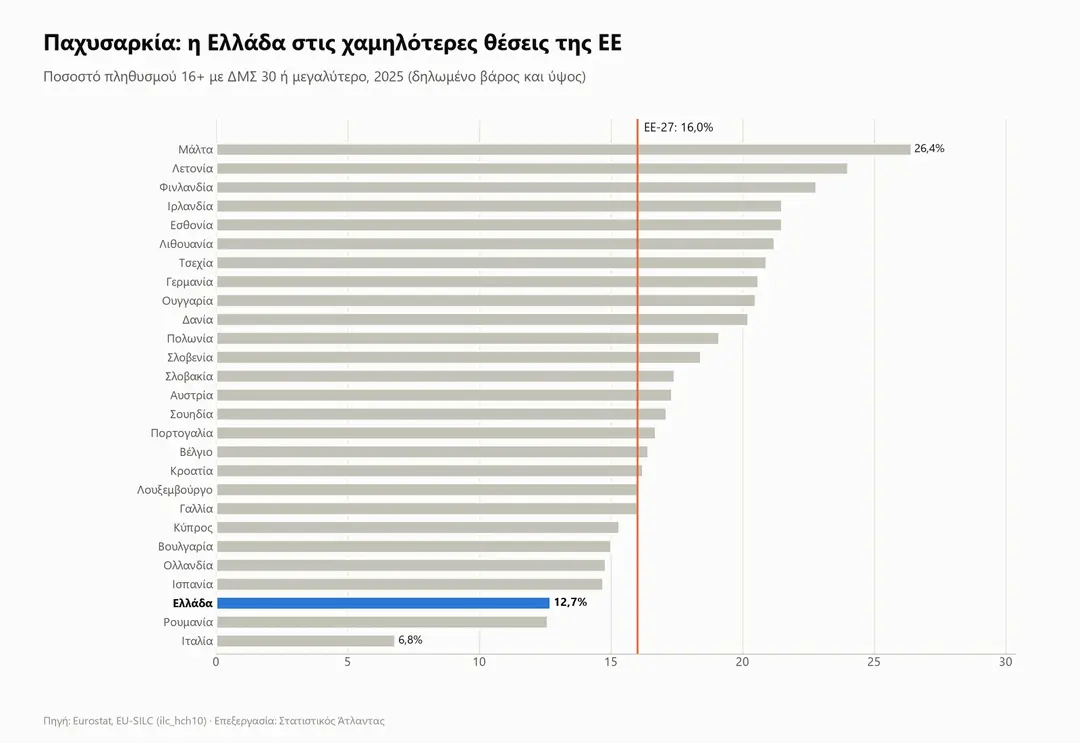 Παχυσαρκία: η Ελλάδα στις χαμηλότερες θέσεις της ΕΕ
Ποσοστό πληθυσμού 16+ με ΔΜΣ 30 ή μεγαλύτερο, 2025 (δηλωμένο βάρος και ύψος)
ΕΕ-27: 16,0%
Μάλτα 26,4%
Λετονία
Φινλανδία
Ιρλανδία
Εσθονία
Λιθουανία
Τσεχία
Γερμανία
Ουγγαρία
Δανία
Πολωνία
Σλοβενία
Σλοβακία
Αυστρία
Σουηδία
Πορτογαλία
Βέλγιο
Κροατία
Λουξεμβούργο
Γαλλία
Κύπρος
Βουλγαρία
Ολλανδία
Ισπανία
Ελλάδα 12,7%
Ρουμανία
Ιταλία 6,8%
0 5 10 15 20 25 30
Πηγή: Eurostat, EU-SILC (ilc_hch10) · Επεξεργασία: Στατιστικός Άτλαντας